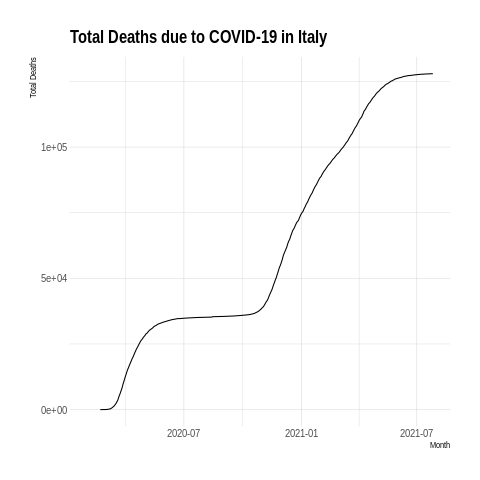 Total Deaths due to COVID-19 in Italy
Total Deaths
1e+05
5e+04
0e+00
2020-07
2021-01
2021-07
Month